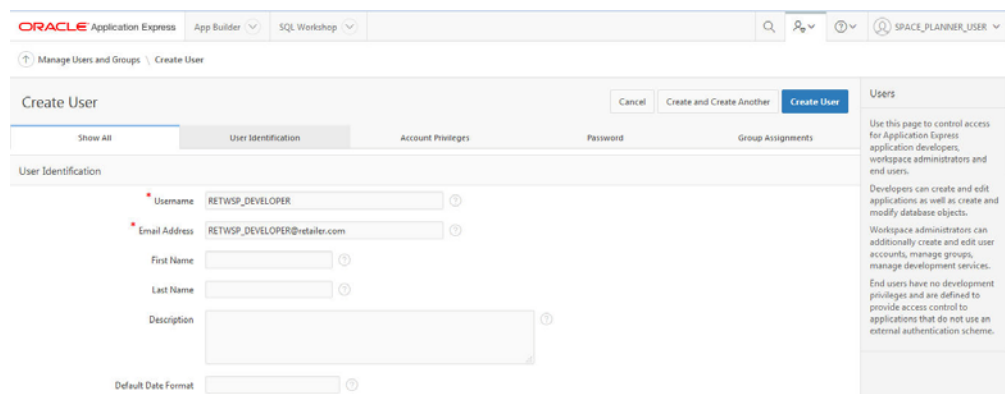 ORACLE Application Express App Builder SQL Workshop SPACE_PLANNER_USER
Manage Users and Groups \ Create User
Create User Cancel Create and Create Another Create User
Show All User Identification Account Privileges Password Group Assignments
User Identification
* Username RETWSP_DEVELOPER
* Email Address RETWSP_DEVELOPER@retailer.com
First Name
Last Name
Description
Default Date Format
Users
Use this page to control access
for Application Express
application developers,
workspace administrators and
end users.
Developers can create and edit
applications as well as create and
modify database objects.
Workspace administrators can
additionally create and edit user
accounts, manage groups,
manage development services.
End users have no development
privileges and are defined to
provide access control to
applications that do not use an
external authentication scheme.